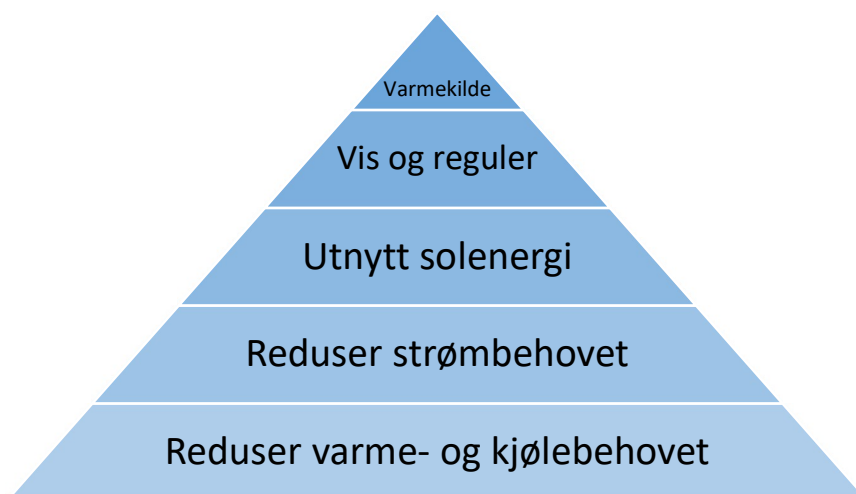 Varmekilde
Vis og reguler
Utnytt solenergi
Reduser strømbehovet
Reduser varme- og kjølebehovet